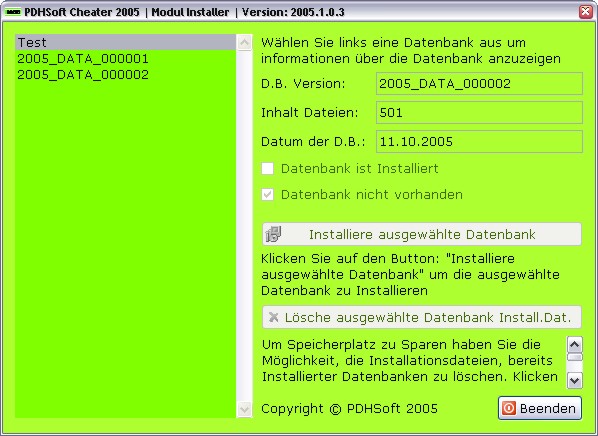 PDHSoft Cheater 2005 | Modul Installer | Version: 2005.1.0.3
Test
2005_DATA_000001
2005_DATA_000002
Wählen Sie links eine Datenbank aus um
informationen über die Datenbank anzuzeigen
D.B. Version: 2005_DATA_000002
Inhalt Dateien: 501
Datum der D.B.: 11.10.2005
Datenbank ist Installiert
Datenbank nicht vorhanden
Installiere ausgewählte Datenbank
Klicken Sie auf den Button: "Installiere
ausgewählte Datenbank" um die ausgewählte
Datenbank zu Installieren
Lösche ausgewählte Datenbank Install.Dat.
Um Speicherplatz zu Sparen haben Sie die
Möglichkeit, die Installationsdateien, bereits
Installierter Datenbanken zu löschen. Klicken
Copyright © PDHSoft 2005
Beenden